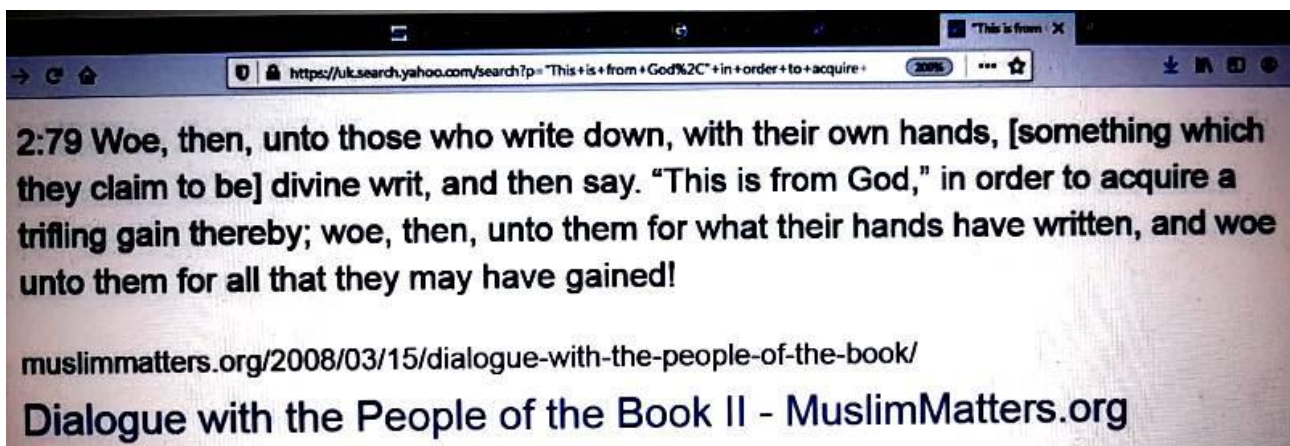 "This is from
https://uk.search.yahoo.com/search?p="This+is+from+God%2C"+in+order+to+acquire+
200%
2:79 Woe, then, unto those who write down, with their own hands, [something which
they claim to be] divine writ, and then say. “This is from God,” in order to acquire a
trifling gain thereby; woe, then, unto them for what their hands have written, and woe
unto them for all that they may have gained!
muslimmatters.org/2008/03/15/dialogue-with-the-people-of-the-book/
Dialogue with the People of the Book II - MuslimMatters.org